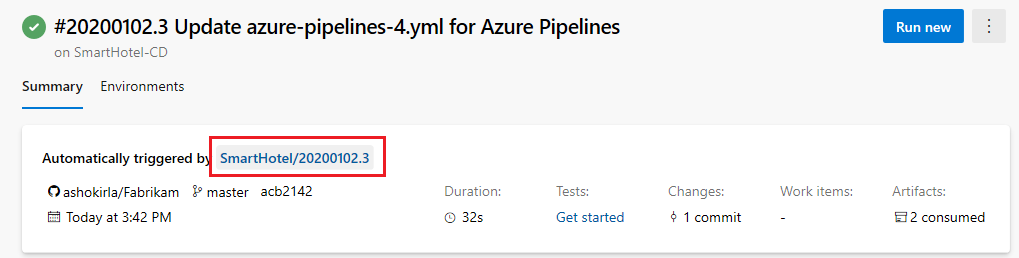 #20200102.3 Update azure-pipelines-4.yml for Azure Pipelines
Run new
on SmartHotel-CD
Summary Environments
Automatically triggered by SmartHotel/20200102.3
ashokirla/Fabrikam master acb2142 Duration: Tests: Changes: Work items: Artifacts:
Today at 3:42 PM 32s Get started 1 commit - 2 consumed